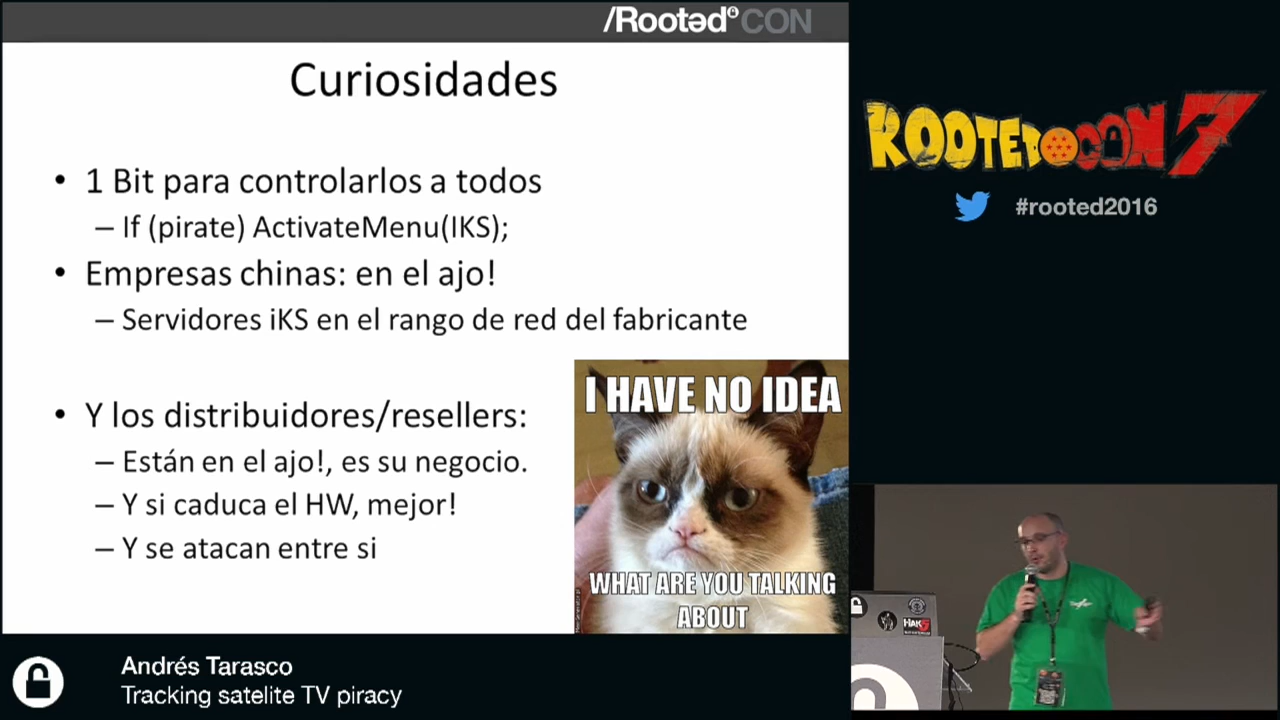 /Rootəd CON
Curiosidades
• 1 Bit para controlarlos a todos
– If (pirate) ActivateMenu(IKS);
• Empresas chinas: en el ajo!
– Servidores iKS en el rango de red del fabricante
• Y los distribuidores/resellers:
– Están en el ajo!, es su negocio.
– Y si caduca el HW, mejor!
– Y se atacan entre si
I HAVE NO IDEA
WHAT ARE YOU TALKING
ABOUT
ROOTEDCON 7
#rooted2016
HAK5
Andrés Tarasco
Tracking satelite TV piracy